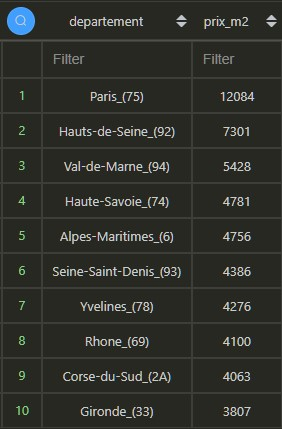 departement prix_m2
Filter Filter
1 Paris_(75) 12084
2 Hauts-de-Seine_(92) 7301
3 Val-de-Marne_(94) 5428
4 Haute-Savoie_(74) 4781
5 Alpes-Maritimes_(6) 4756
6 Seine-Saint-Denis_(93) 4386
7 Yvelines_(78) 4276
8 Rhone_(69) 4100
9 Corse-du-Sud_(2A) 4063
10 Gironde_(33) 3807